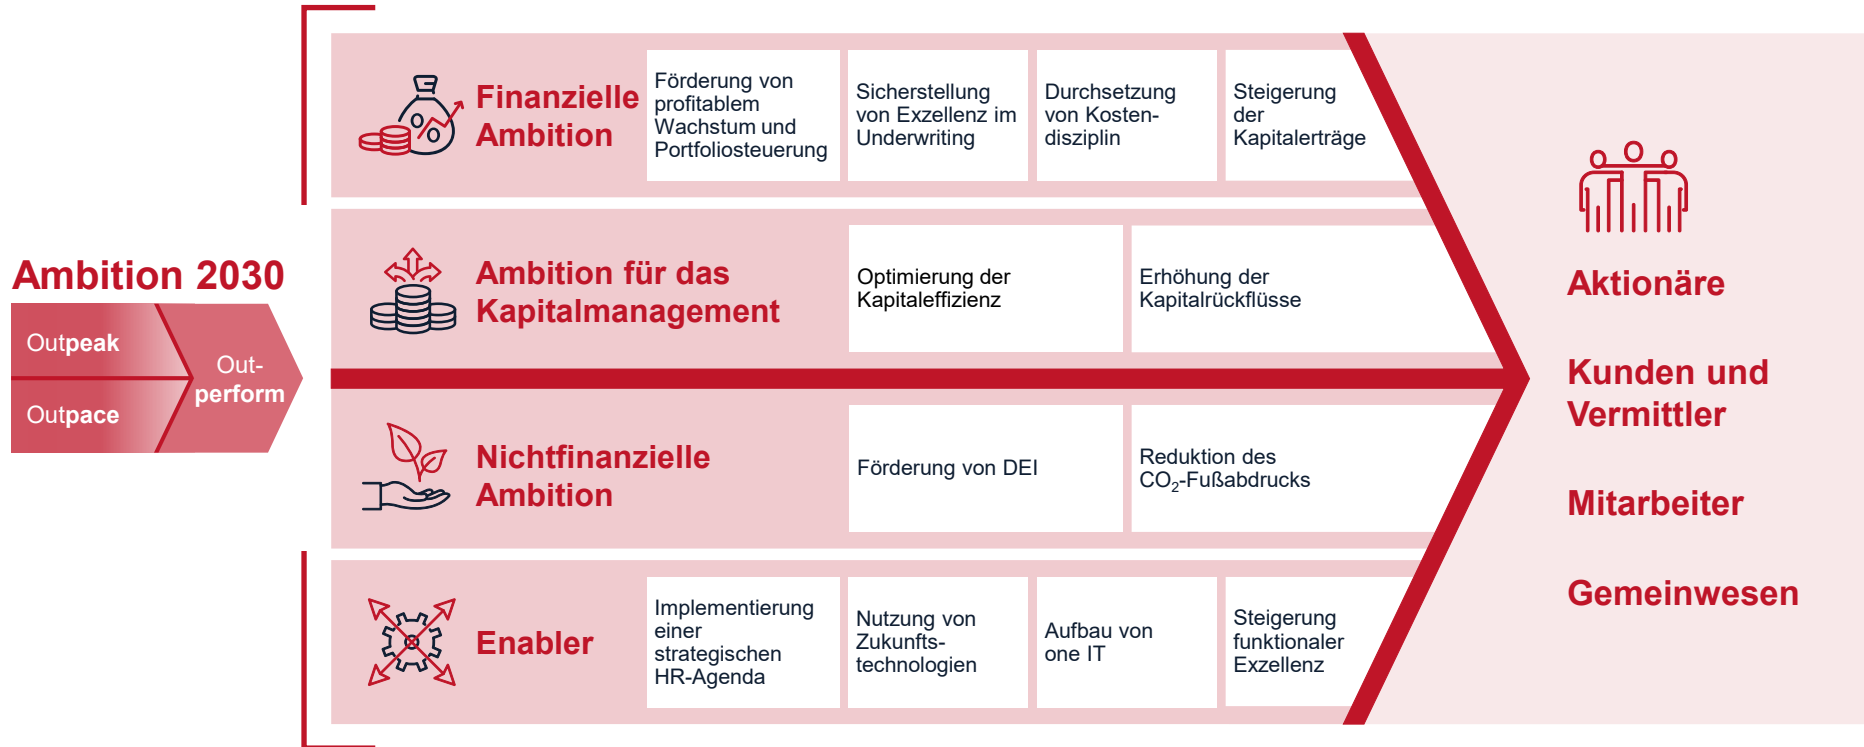 Ambition 2030
Outpeak
Outpace
Out-
perform
Finanzielle
Ambition
Förderung von
profitablem
Wachstum und
Portfoliosteuerung
Sicherstellung
von Exzellenz im
Underwriting
Durchsetzung
von Kosten-
disziplin
Steigerung
der
Kapitalerträge
Ambition für das
Kapitalmanagement
Optimierung der
Kapitaleffizienz
Erhöhung der
Kapitalrückflüsse
Nichtfinanzielle
Ambition
Förderung von DEI
Reduktion des
CO₂-Fußabdrucks
Enabler
Implementierung
einer
strategischen
HR-Agenda
Nutzung von
Zukunfts-
technologien
Aufbau von
one IT
Steigerung
funktionaler
Exzellenz
Aktionäre
Kunden und
Vermittler
Mitarbeiter
Gemeinwesen